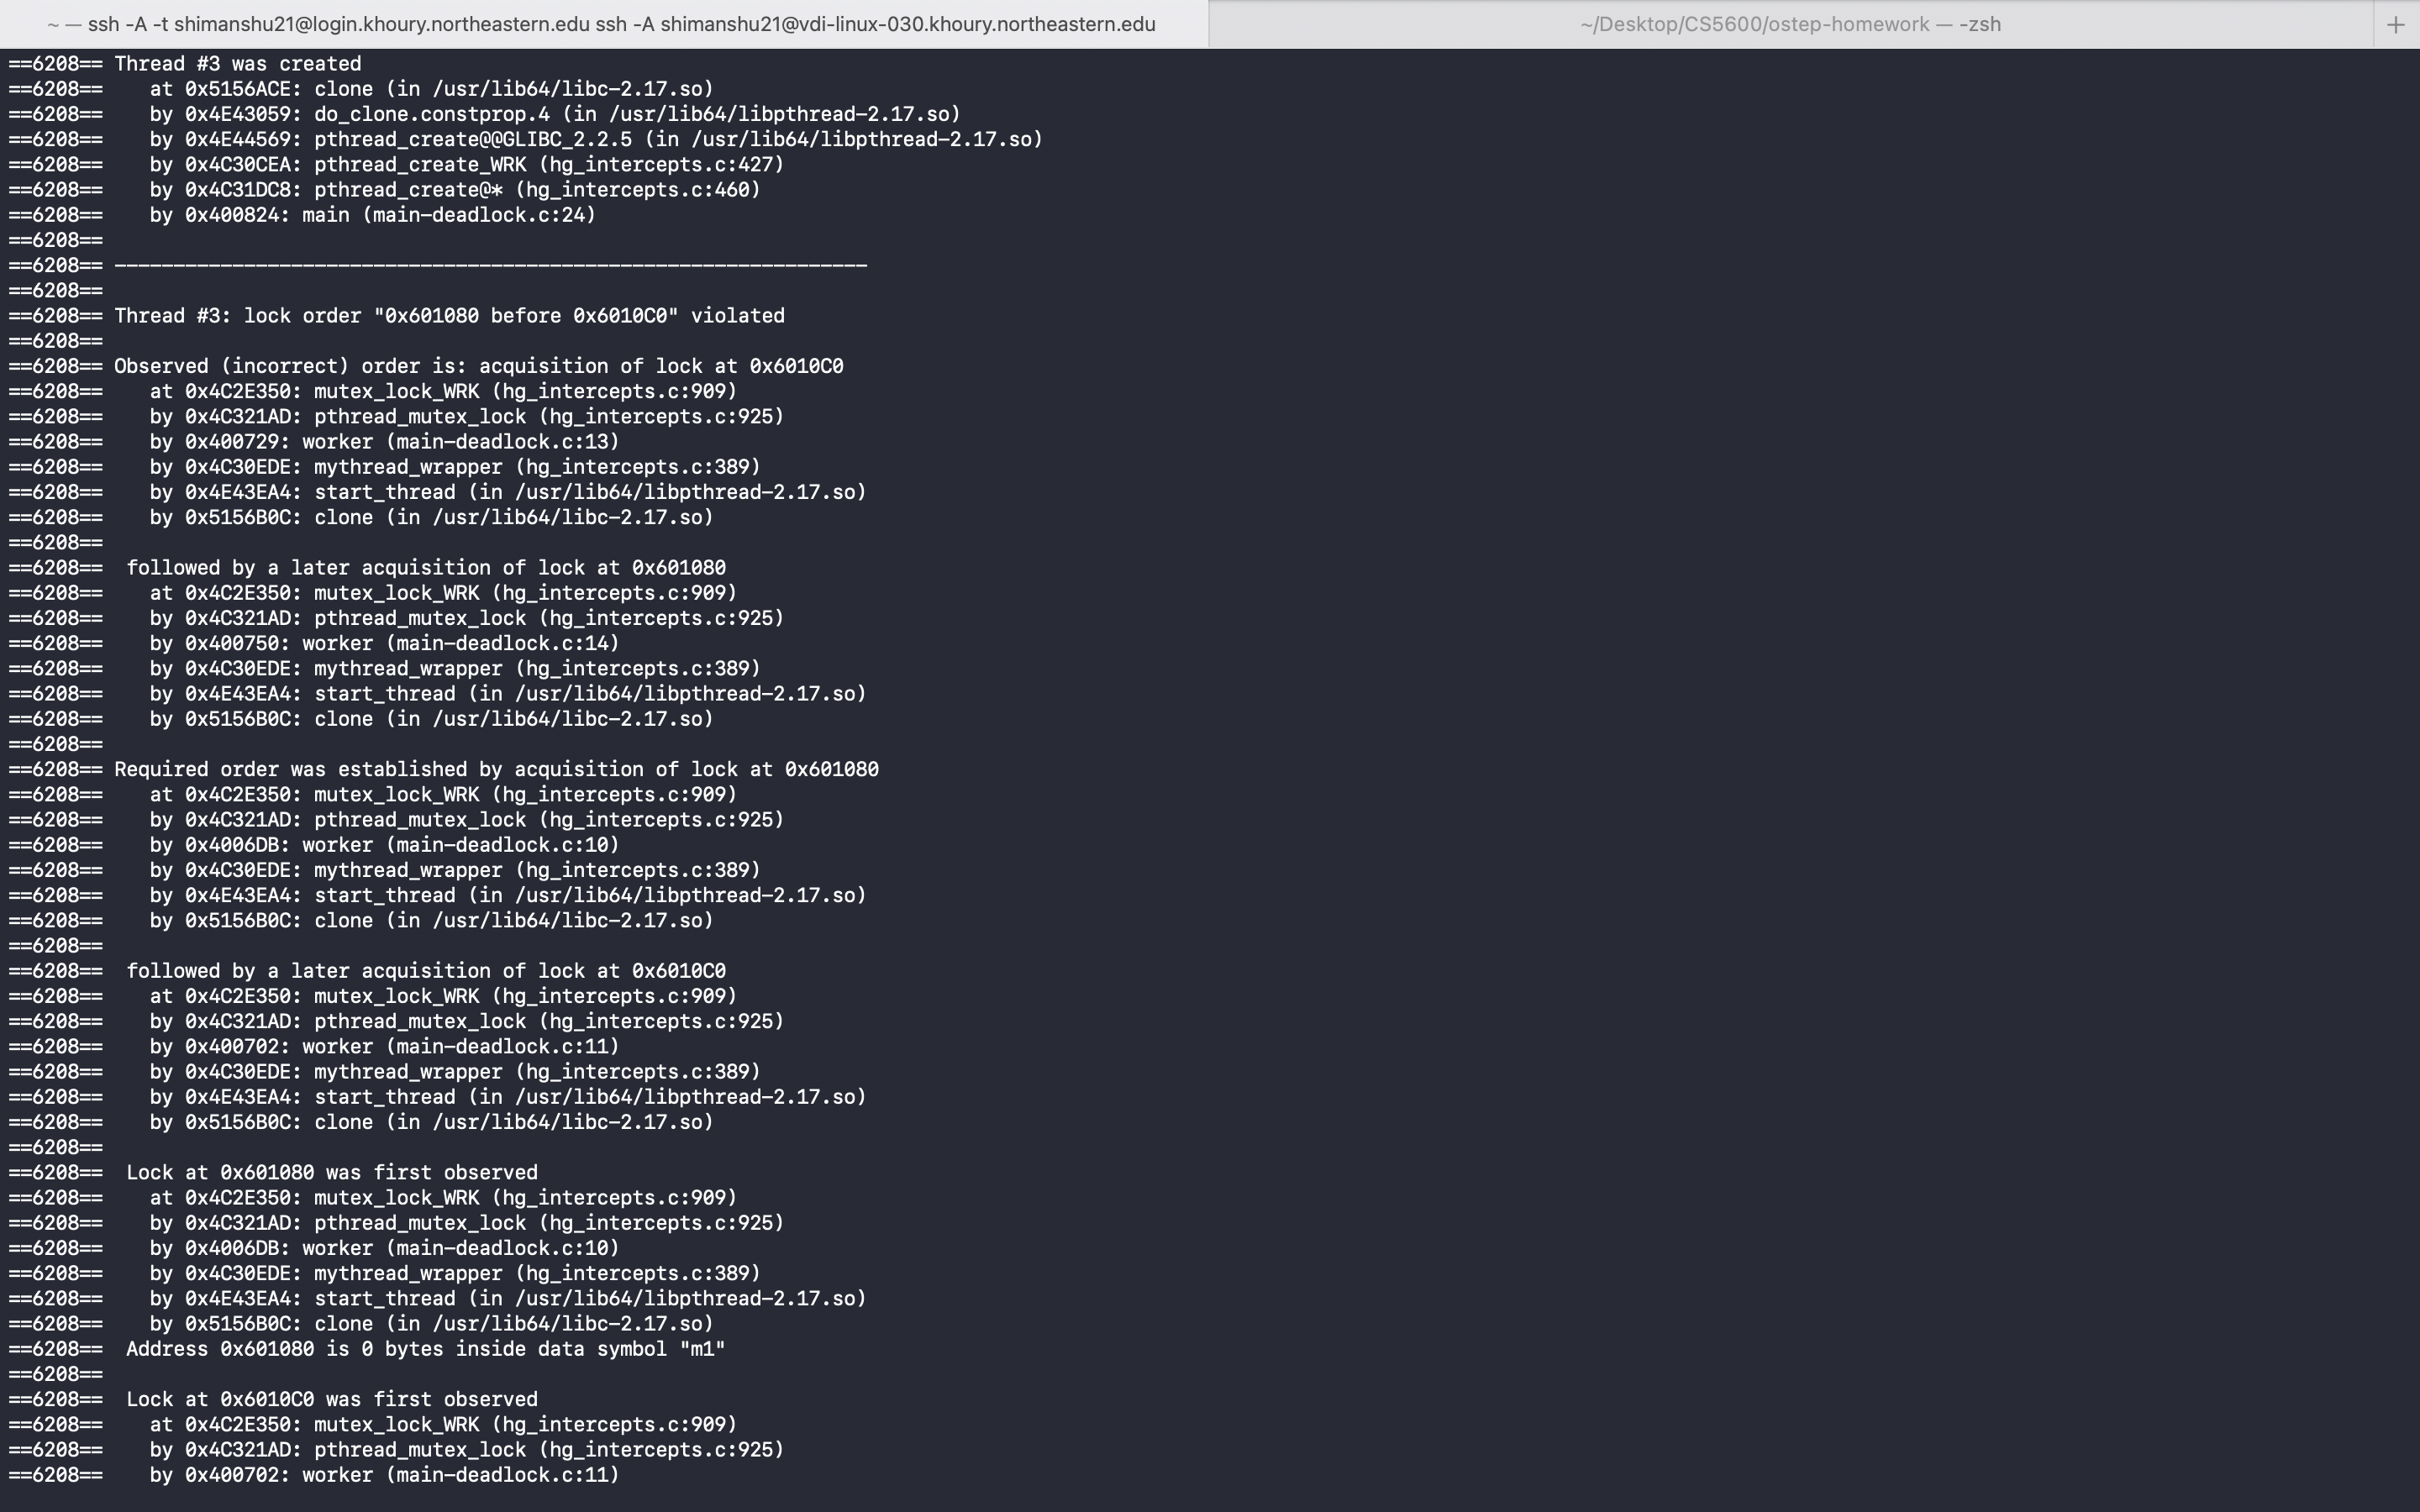 ~ — ssh -A -t shimanshu21@login.khoury.northeastern.edu ssh -A shimanshu21@vdi-linux-030.khoury.northeastern.edu
~/Desktop/CS5600/ostep-homework — -zsh
+
==6208== Thread #3 was created
==6208==    at 0x5156ACE: clone (in /usr/lib64/libc-2.17.so)
==6208==    by 0x4E43059: do_clone.constprop.4 (in /usr/lib64/libpthread-2.17.so)
==6208==    by 0x4E44569: pthread_create@@GLIBC_2.2.5 (in /usr/lib64/libpthread-2.17.so)
==6208==    by 0x4C30CEA: pthread_create_WRK (hg_intercepts.c:427)
==6208==    by 0x4C31DC8: pthread_create@* (hg_intercepts.c:460)
==6208==    by 0x400824: main (main-deadlock.c:24)
==6208==
==6208== ----------------------------------------------------------------
==6208==
==6208== Thread #3: lock order "0x601080 before 0x6010C0" violated
==6208==
==6208== Observed (incorrect) order is: acquisition of lock at 0x6010C0
==6208==    at 0x4C2E350: mutex_lock_WRK (hg_intercepts.c:909)
==6208==    by 0x4C321AD: pthread_mutex_lock (hg_intercepts.c:925)
==6208==    by 0x400729: worker (main-deadlock.c:13)
==6208==    by 0x4C30EDE: mythread_wrapper (hg_intercepts.c:389)
==6208==    by 0x4E43EA4: start_thread (in /usr/lib64/libpthread-2.17.so)
==6208==    by 0x5156B0C: clone (in /usr/lib64/libc-2.17.so)
==6208==
==6208==  followed by a later acquisition of lock at 0x601080
==6208==    at 0x4C2E350: mutex_lock_WRK (hg_intercepts.c:909)
==6208==    by 0x4C321AD: pthread_mutex_lock (hg_intercepts.c:925)
==6208==    by 0x400750: worker (main-deadlock.c:14)
==6208==    by 0x4C30EDE: mythread_wrapper (hg_intercepts.c:389)
==6208==    by 0x4E43EA4: start_thread (in /usr/lib64/libpthread-2.17.so)
==6208==    by 0x5156B0C: clone (in /usr/lib64/libc-2.17.so)
==6208==
==6208== Required order was established by acquisition of lock at 0x601080
==6208==    at 0x4C2E350: mutex_lock_WRK (hg_intercepts.c:909)
==6208==    by 0x4C321AD: pthread_mutex_lock (hg_intercepts.c:925)
==6208==    by 0x4006DB: worker (main-deadlock.c:10)
==6208==    by 0x4C30EDE: mythread_wrapper (hg_intercepts.c:389)
==6208==    by 0x4E43EA4: start_thread (in /usr/lib64/libpthread-2.17.so)
==6208==    by 0x5156B0C: clone (in /usr/lib64/libc-2.17.so)
==6208==
==6208==  followed by a later acquisition of lock at 0x6010C0
==6208==    at 0x4C2E350: mutex_lock_WRK (hg_intercepts.c:909)
==6208==    by 0x4C321AD: pthread_mutex_lock (hg_intercepts.c:925)
==6208==    by 0x400702: worker (main-deadlock.c:11)
==6208==    by 0x4C30EDE: mythread_wrapper (hg_intercepts.c:389)
==6208==    by 0x4E43EA4: start_thread (in /usr/lib64/libpthread-2.17.so)
==6208==    by 0x5156B0C: clone (in /usr/lib64/libc-2.17.so)
==6208==
==6208==  Lock at 0x601080 was first observed
==6208==    at 0x4C2E350: mutex_lock_WRK (hg_intercepts.c:909)
==6208==    by 0x4C321AD: pthread_mutex_lock (hg_intercepts.c:925)
==6208==    by 0x4006DB: worker (main-deadlock.c:10)
==6208==    by 0x4C30EDE: mythread_wrapper (hg_intercepts.c:389)
==6208==    by 0x4E43EA4: start_thread (in /usr/lib64/libpthread-2.17.so)
==6208==    by 0x5156B0C: clone (in /usr/lib64/libc-2.17.so)
==6208==  Address 0x601080 is 0 bytes inside data symbol "m1"
==6208==
==6208==  Lock at 0x6010C0 was first observed
==6208==    at 0x4C2E350: mutex_lock_WRK (hg_intercepts.c:909)
==6208==    by 0x4C321AD: pthread_mutex_lock (hg_intercepts.c:925)
==6208==    by 0x400702: worker (main-deadlock.c:11)